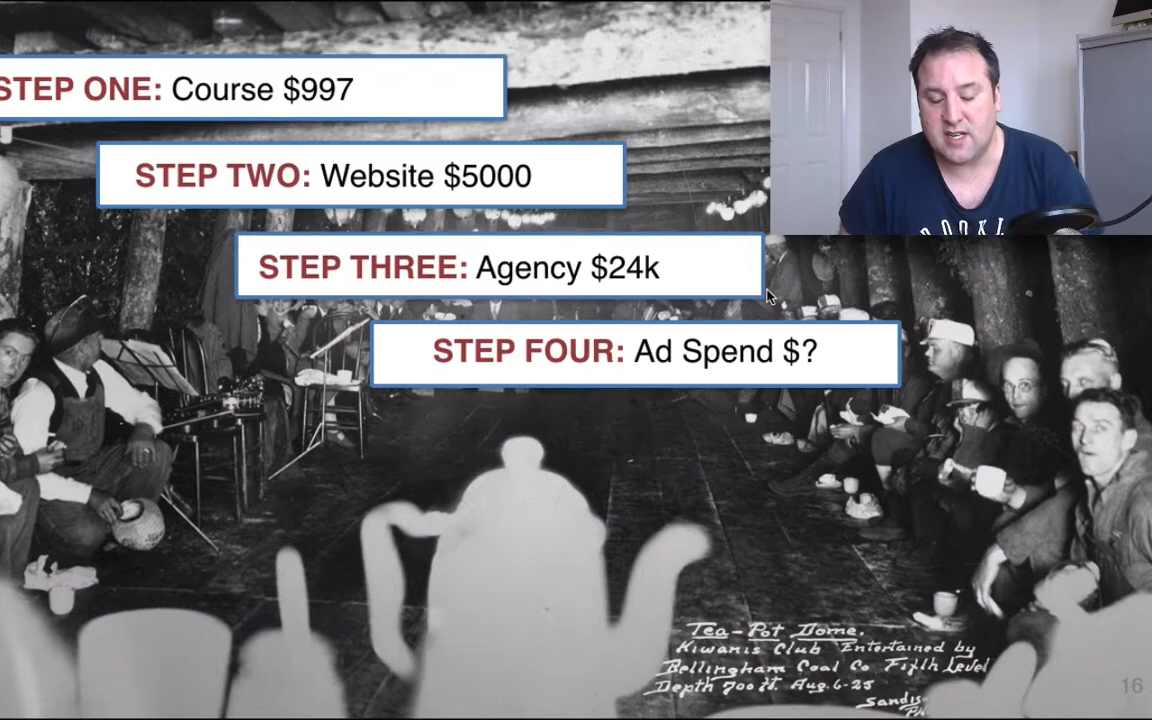 STEP ONE: Course $997
STEP TWO: Website $5000
STEP THREE: Agency $24k
STEP FOUR: Ad Spend $?
Tea-Pot Dome.
Kiwanis Club Entertained by
Bellingham Coal Co Fifth Level
Depth 700 ft. Aug. 6-25
Sandis
16